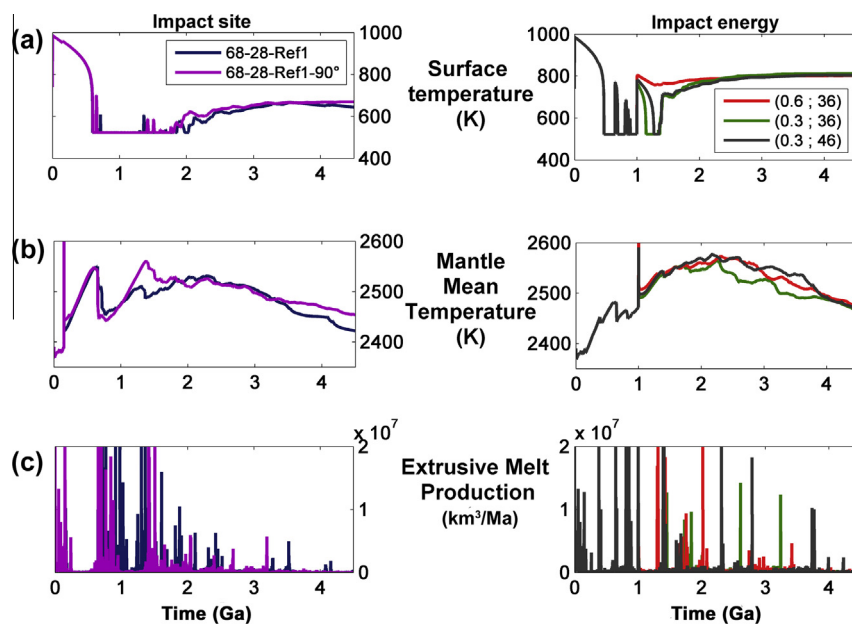 Impact site
Impact energy
(a)
68-28-Ref1
68-28-Ref1-90°
1000
800
600
400
0 1 2 3 4
Surface
temperature
(K)
1000
800
600
400
(0.6 ; 36)
(0.3 ; 36)
(0.3 ; 46)
0 1 2 3 4
(b)
2600
2500
2400
0 1 2 3 4
Mantle
Mean
Temperature
(K)
2600
2500
2400
0 1 2 3 4
(c)
x 10⁷
2
1
0
0 1 2 3 4
Time (Ga)
Extrusive Melt
Production
(km³/Ma)
x 10⁷
2
1
0
0 1 2 3 4
Time (Ga)